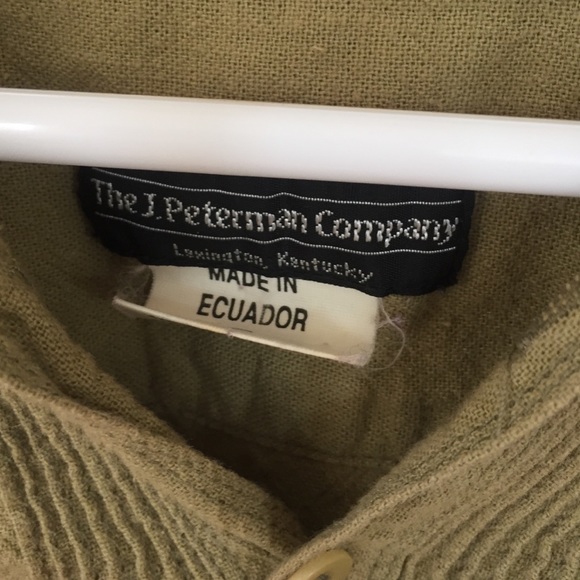 The J. Peterman Company
Lexington, Kentucky
MADE IN
ECUADOR